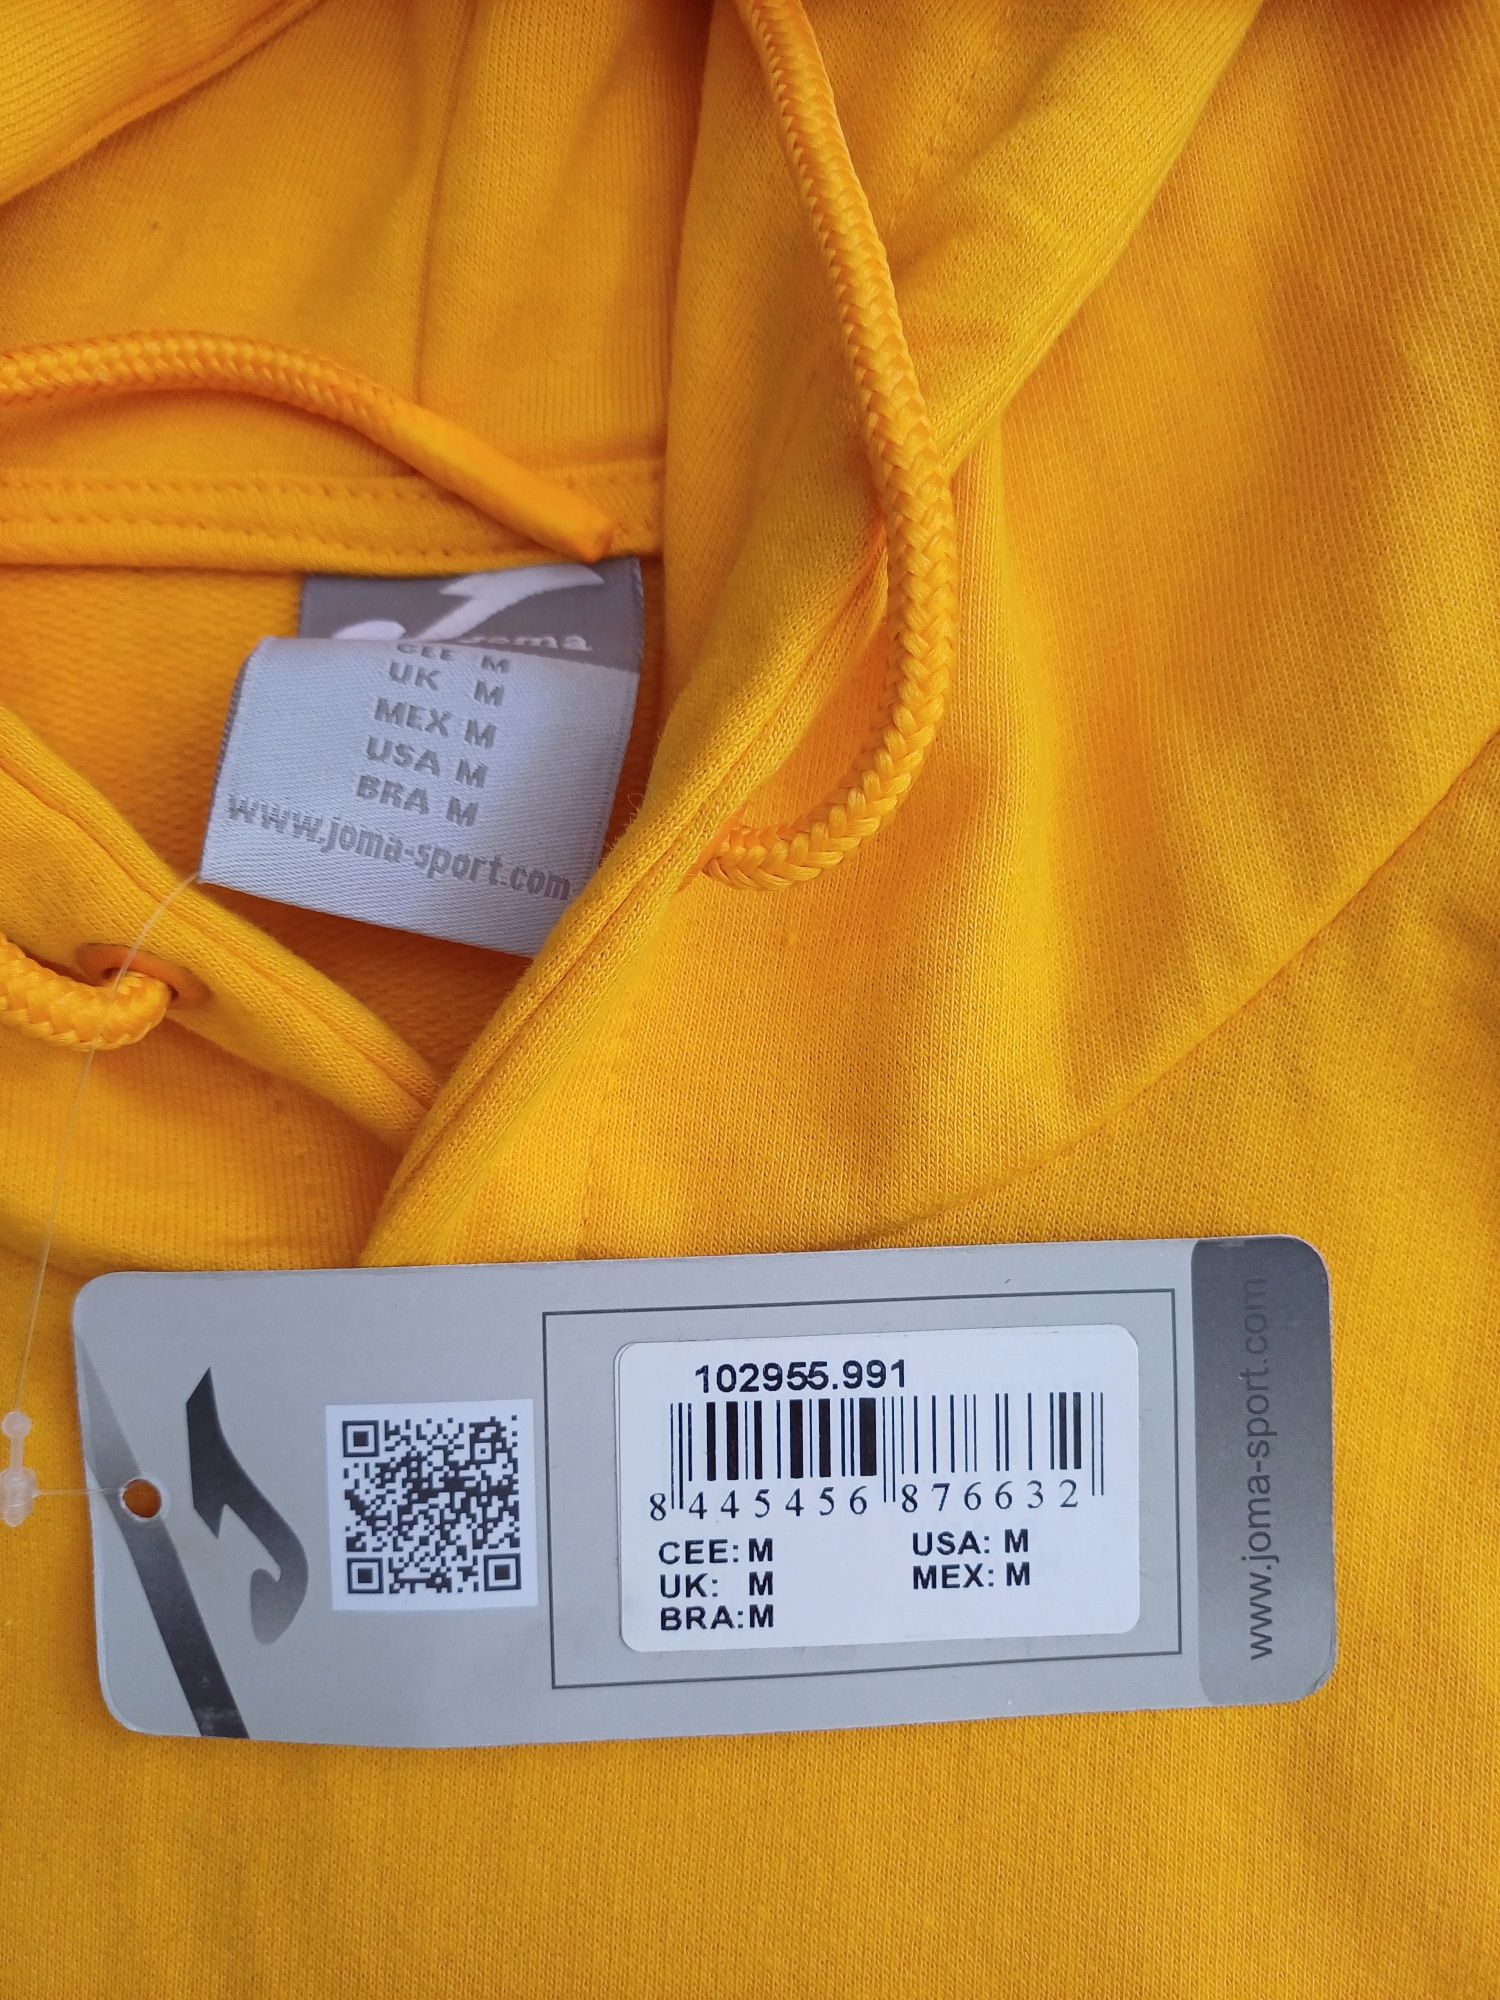 Joma
CEE M
UK M
MEX M
USA M
BRA M
www.joma-sport.com
102955.991
8 445456 876632
CEE: M USA: M
UK: M MEX: M
BRA: M
www.joma-sport.com